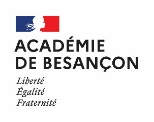 ACADÉMIE
DE BESANÇON
Liberté
Égalité
Fraternité